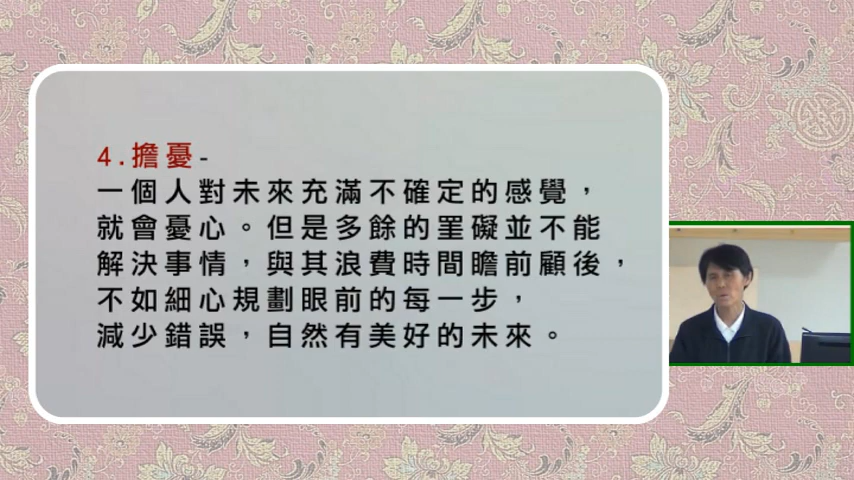 4.擔憂-
一個人對未來充滿不確定的感覺，
就會憂心。但是多餘的罣礙並不能
解決事情，與其浪費時間瞻前顧後，
不如細心規劃眼前的每一步，
減少錯誤，自然有美好的未來。